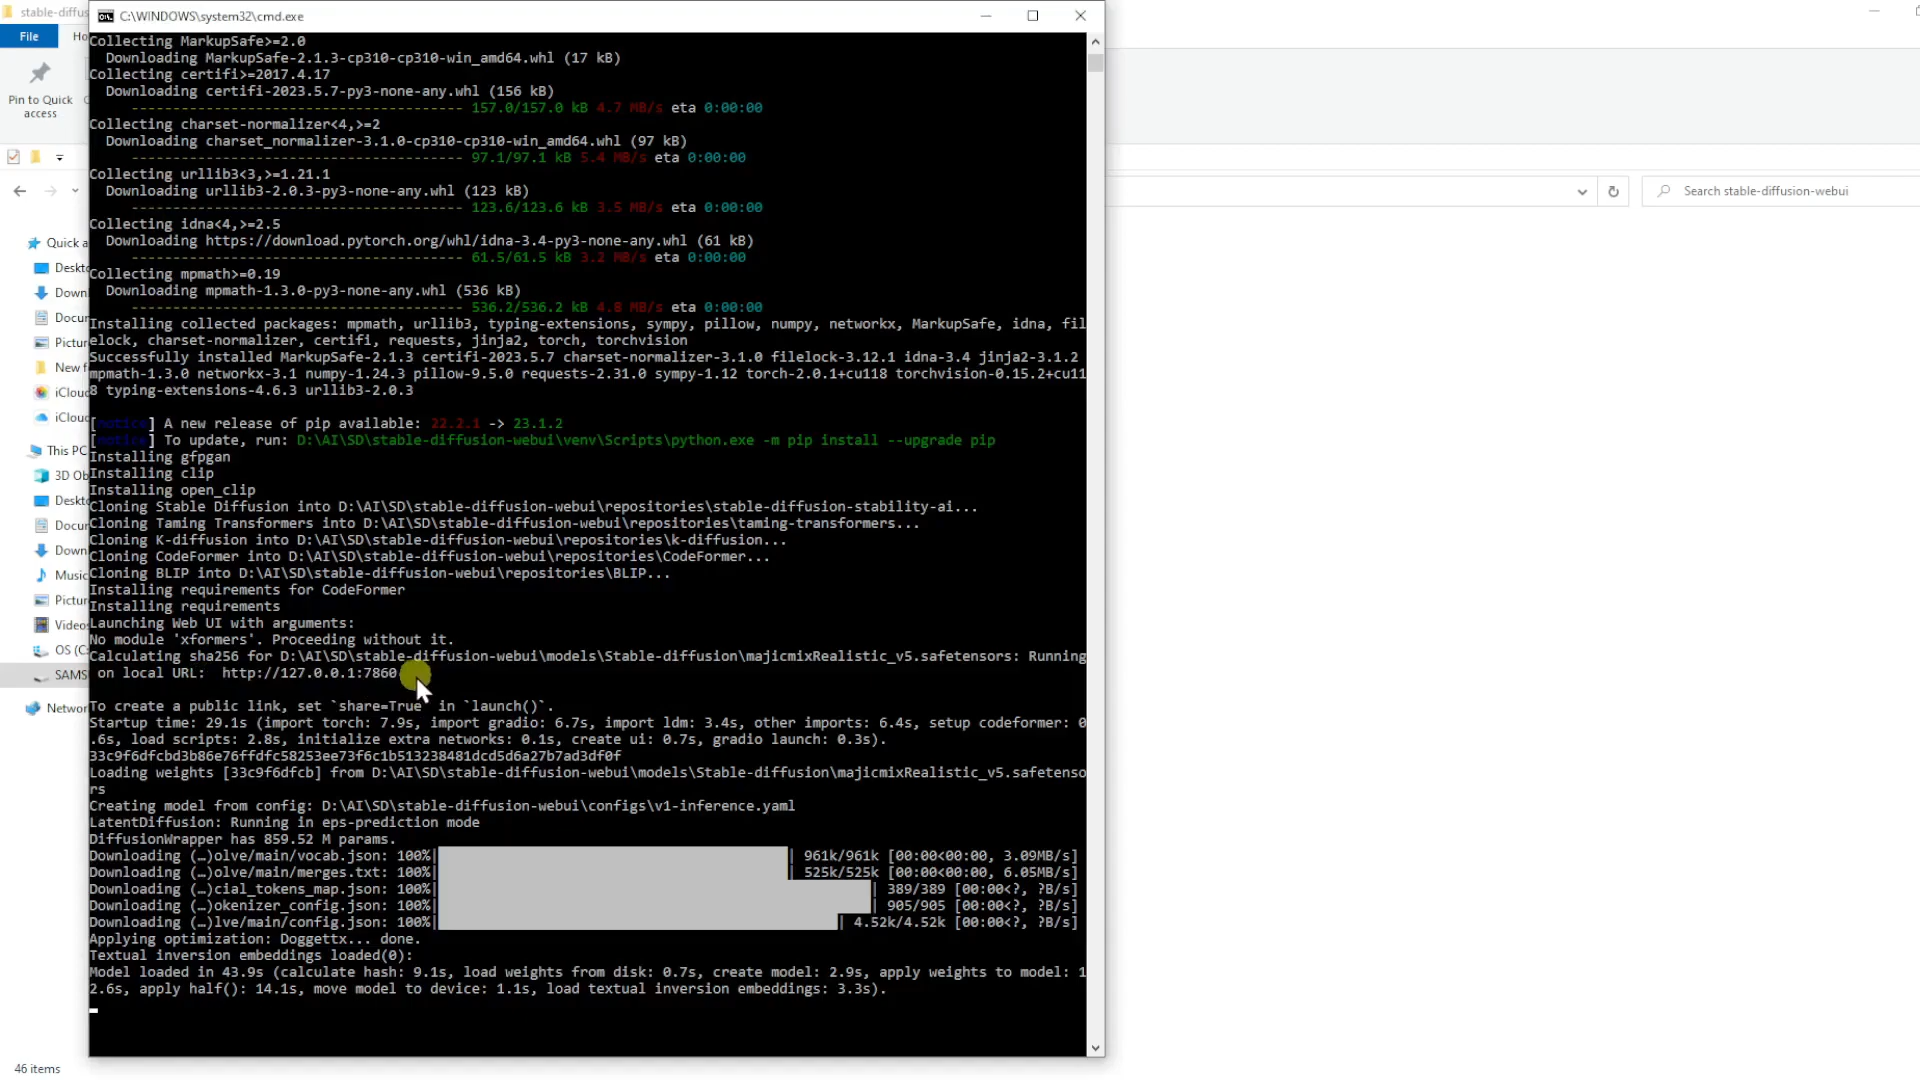 stable-diffus
C:\WINDOWS\system32\cmd.exe
File
Ho
Pin to Quick
access
Search stable-diffusion-webui
Quick a
Deskto
Down
Docu
Pictur
New f
iCloud
iCloud
This PC
3D Ob
Deskto
Docur
Down
Music
Pictur
Videos
OS (C:
SAMS
Networ
46 items
Collecting MarkupSafe>=2.0
Downloading MarkupSafe-2.1.3-cp310-cp310-win_amd64.whl (17 kB)
Collecting certifi>=2017.4.17
Downloading certifi-2023.5.7-py3-none-any.whl (156 kB)
---------------------------------------- 157.0/157.0 kB 4.7 MB/s eta 0:00:00
Collecting charset-normalizer<4,>=2
Downloading charset_normalizer-3.1.0-cp310-cp310-win_amd64.whl (97 kB)
---------------------------------------- 97.1/97.1 kB 5.4 MB/s eta 0:00:00
Collecting urllib3<3,>=1.21.1
Downloading urllib3-2.0.3-py3-none-any.whl (123 kB)
---------------------------------------- 123.6/123.6 kB 3.5 MB/s eta 0:00:00
Collecting idna<4,>=2.5
Downloading https://download.pytorch.org/whl/idna-3.4-py3-none-any.whl (61 kB)
---------------------------------------- 61.5/61.5 kB 3.2 MB/s eta 0:00:00
Collecting mpmath>=0.19
Downloading mpmath-1.3.0-py3-none-any.whl (536 kB)
---------------------------------------- 536.2/536.2 kB 4.8 MB/s eta 0:00:00
Installing collected packages: mpmath, urllib3, typing-extensions, sympy, pillow, numpy, networkx, MarkupSafe, idna, fil
elock, charset-normalizer, certifi, requests, jinja2, torch, torchvision
Successfully installed MarkupSafe-2.1.3 certifi-2023.5.7 charset-normalizer-3.1.0 filelock-3.12.1 idna-3.4 jinja2-3.1.2
mpmath-1.3.0 networkx-3.1 numpy-1.24.3 pillow-9.5.0 requests-2.31.0 sympy-1.12 torch-2.0.1+cu118 torchvision-0.15.2+cu11
8 typing-extensions-4.6.3 urllib3-2.0.3
[notice] A new release of pip available: 22.2.1 -> 23.1.2
[notice] To update, run: D:\AI\SD\stable-diffusion-webui\venv\Scripts\python.exe -m pip install --upgrade pip
Installing gfpgan
Installing clip
Installing open_clip
Cloning Stable Diffusion into D:\AI\SD\stable-diffusion-webui\repositories\stable-diffusion-stability-ai...
Cloning Taming Transformers into D:\AI\SD\stable-diffusion-webui\repositories\taming-transformers...
Cloning K-diffusion into D:\AI\SD\stable-diffusion-webui\repositories\k-diffusion...
Cloning CodeFormer into D:\AI\SD\stable-diffusion-webui\repositories\CodeFormer...
Cloning BLIP into D:\AI\SD\stable-diffusion-webui\repositories\BLIP...
Installing requirements for CodeFormer
Installing requirements
Launching Web UI with arguments:
No module 'xformers'. Proceeding without it.
Calculating sha256 for D:\AI\SD\stable-diffusion-webui\models\Stable-diffusion\majicmixRealistic_v5.safetensors: Running
on local URL: http://127.0.0.1:7860
To create a public link, set `share=True` in `launch()`.
Startup time: 29.1s (import torch: 7.9s, import gradio: 6.7s, import ldm: 3.4s, other imports: 6.4s, setup codeformer: 0
.6s, load scripts: 2.8s, initialize extra networks: 0.1s, create ui: 0.7s, gradio launch: 0.3s).
33c9f6dfcbd3b86e76ffdfc58253ee73f6c1b513238481dcd5d6a27b7ad3df0f
Loading weights [33c9f6dfcb] from D:\AI\SD\stable-diffusion-webui\models\Stable-diffusion\majicmixRealistic_v5.safetenso
rs
Creating model from config: D:\AI\SD\stable-diffusion-webui\configs\v1-inference.yaml
LatentDiffusion: Running in eps-prediction mode
DiffusionWrapper has 859.52 M params.
Downloading (…)olve/main/vocab.json: 100%| | 961k/961k [00:00<00:00, 3.09MB/s]
Downloading (…)olve/main/merges.txt: 100%| | 525k/525k [00:00<00:00, 6.05MB/s]
Downloading (…)cial_tokens_map.json: 100%| | 389/389 [00:00<?, ?B/s]
Downloading (…)okenizer_config.json: 100%| | 905/905 [00:00<?, ?B/s]
Downloading (…)lve/main/config.json: 100%| | 4.52k/4.52k [00:00<?, ?B/s]
Applying optimization: Doggettx... done.
Textual inversion embeddings loaded(0):
Model loaded in 43.9s (calculate hash: 9.1s, load weights from disk: 0.7s, create model: 2.9s, apply weights to model: 1
2.6s, apply half(): 14.1s, move model to device: 1.1s, load textual inversion embeddings: 3.3s).